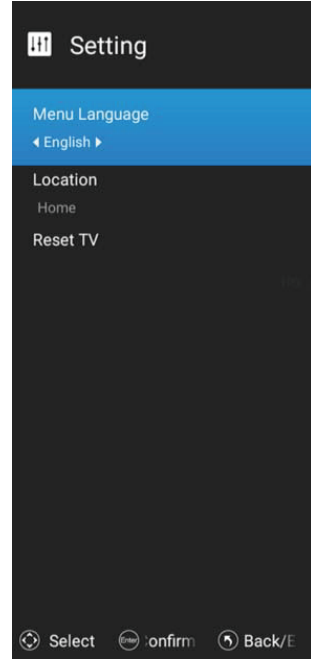 Setting
Menu Language
English
Location
Home
Reset TV
Select Enter onfirm Back/E